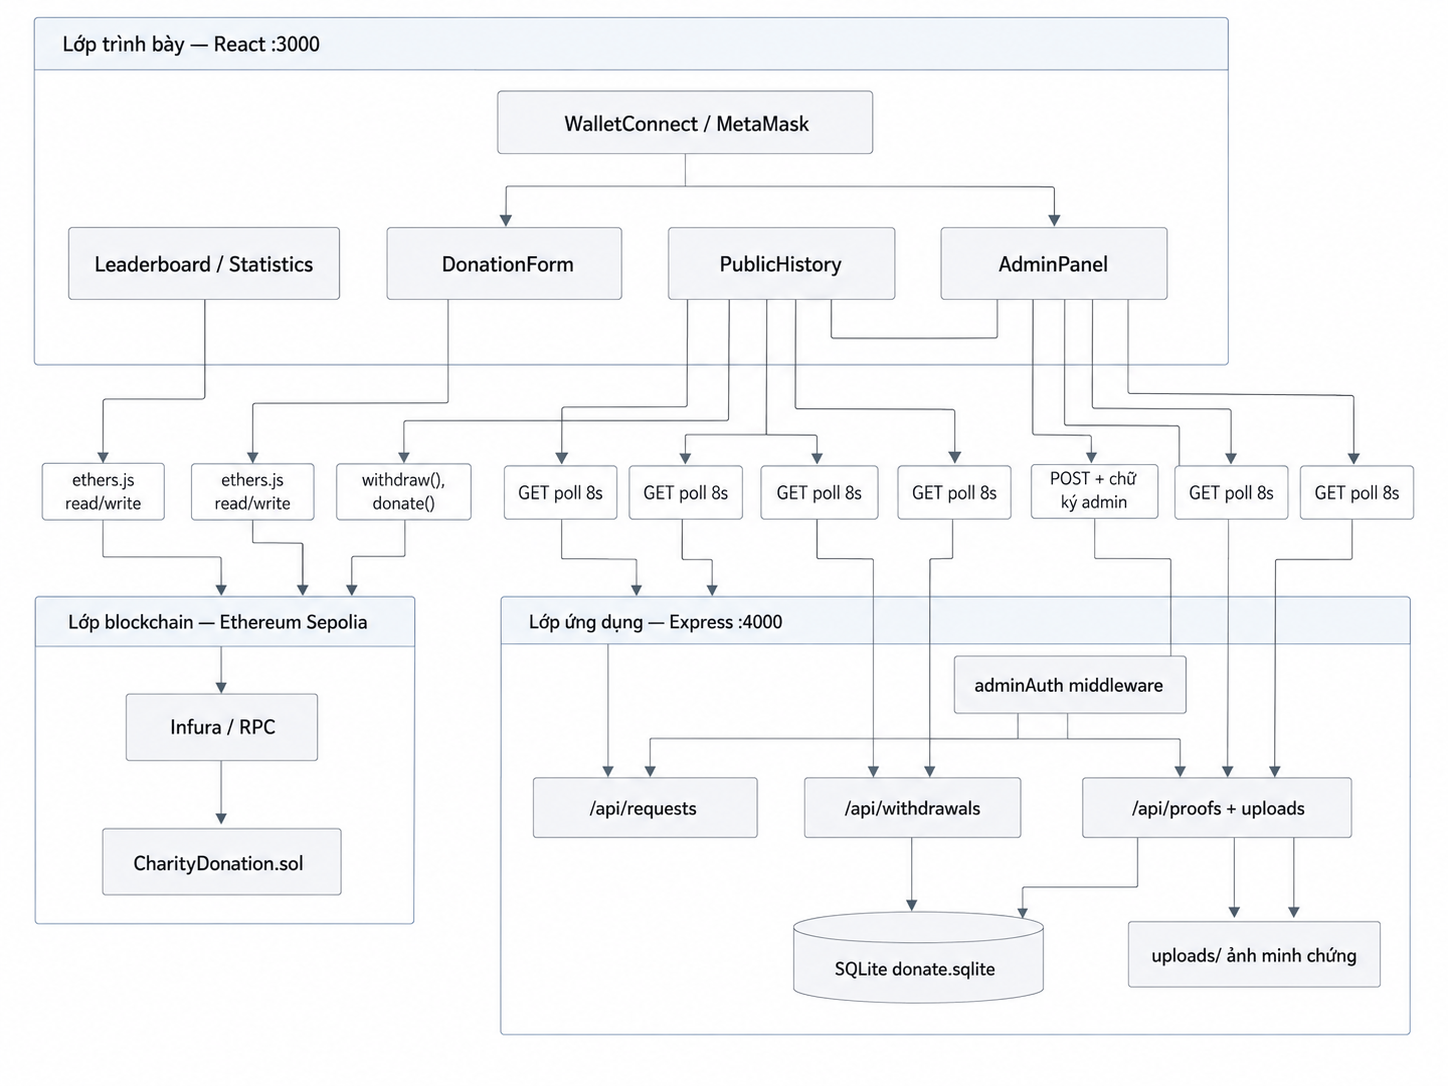 Lớp trình bày — React :3000
WalletConnect / MetaMask
Leaderboard / Statistics
DonationForm
PublicHistory
AdminPanel
ethers.js
read/write
ethers.js
read/write
withdraw(),
donate()
GET poll 8s
GET poll 8s
GET poll 8s
GET poll 8s
POST + chữ
ký admin
GET poll 8s
GET poll 8s
Lớp blockchain — Ethereum Sepolia
Infura / RPC
CharityDonation.sol
Lớp ứng dụng — Express :4000
adminAuth middleware
/api/requests
/api/withdrawals
/api/proofs + uploads
SQLite donate.sqlite
uploads/ ảnh minh chứng